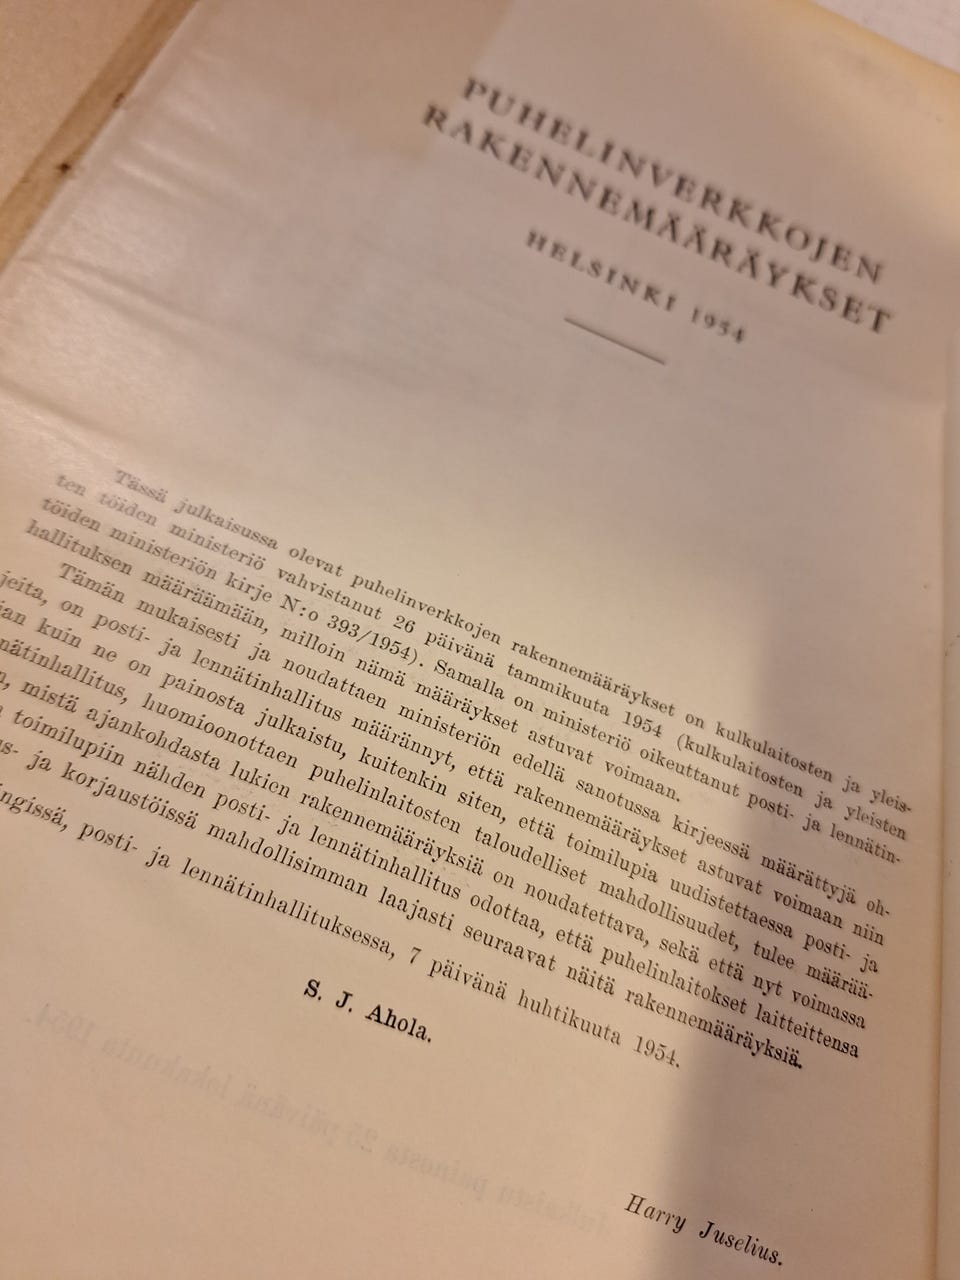 PUHELINVERKKOJEN
RAKENNEMÄÄRÄYKSET
HELSINKI 1954
Tässä julkaisussa olevat puhelinverkkojen rakennemääräykset on kulkulaitosten ja yleis-
ten töiden ministeriö vahvistanut 26 päivänä tammikuuta 1954 (kulkulaitosten ja yleisten
töiden ministeriön kirje N:o 393/1954). Samalla on ministeriö oikeuttanut posti- ja lennätin-
hallituksen määräämään, milloin nämä määräykset astuvat voimaan.
Tämän mukaisesti ja noudattaen ministeriön edellä sanotussa kirjeessä määrättyjä oh-
jeita, on posti- ja lennätinhallitus määrännyt, että rakennemääräykset astuvat voimaan niin
ian kuin ne on painosta julkaistu, kuitenkin siten, että toimilupia uudistettaessa posti- ja
nätinhallitus, huomioonottaen puhelinlaitosten taloudelliset mahdollisuudet, tulee määrää-
n, mistä ajankohdasta lukien rakennemääräyksiä on noudatettava, sekä että nyt voimassa
toimilupiin nähden posti- ja lennätinhallitus odottaa, että puhelinlaitokset laitteittensa
us- ja korjaustöissä mahdollisimman laajasti seuraavat näitä rakennemääräyksiä.
ngissä, posti- ja lennätinhallituksessa, 7 päivänä huhtikuuta 1954.
S. J. Ahola.
Harry Juselius.